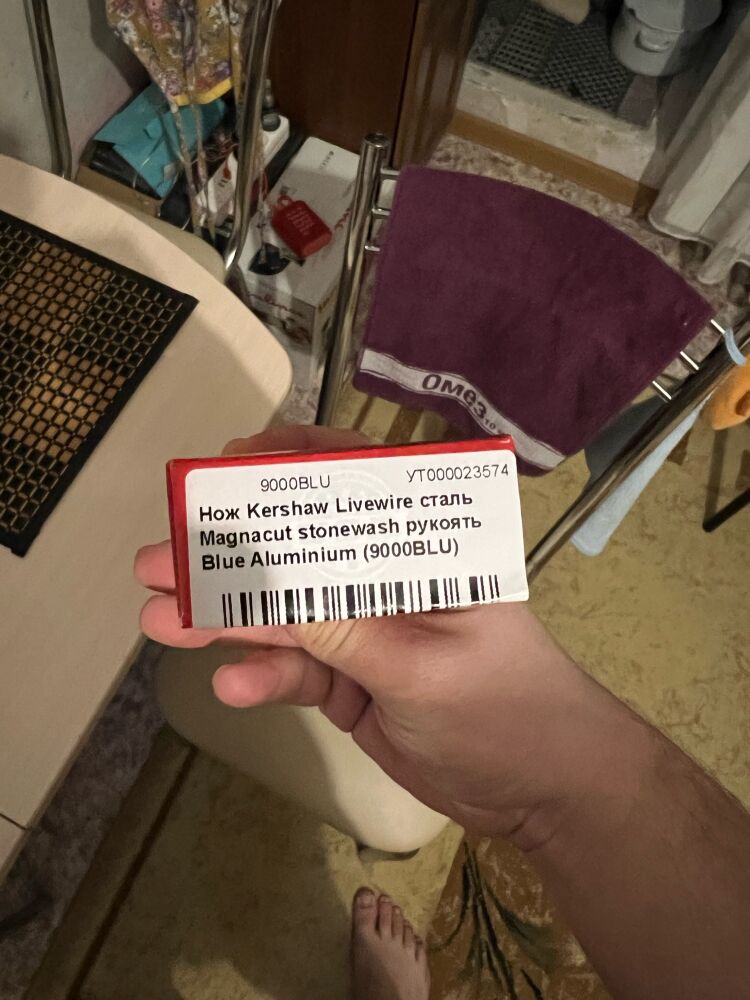 Омез
9000BLU УТ000023574
Нож Kershaw Livewire сталь
Magnacut stonewash рукоять
Blue Aluminium (9000BLU)